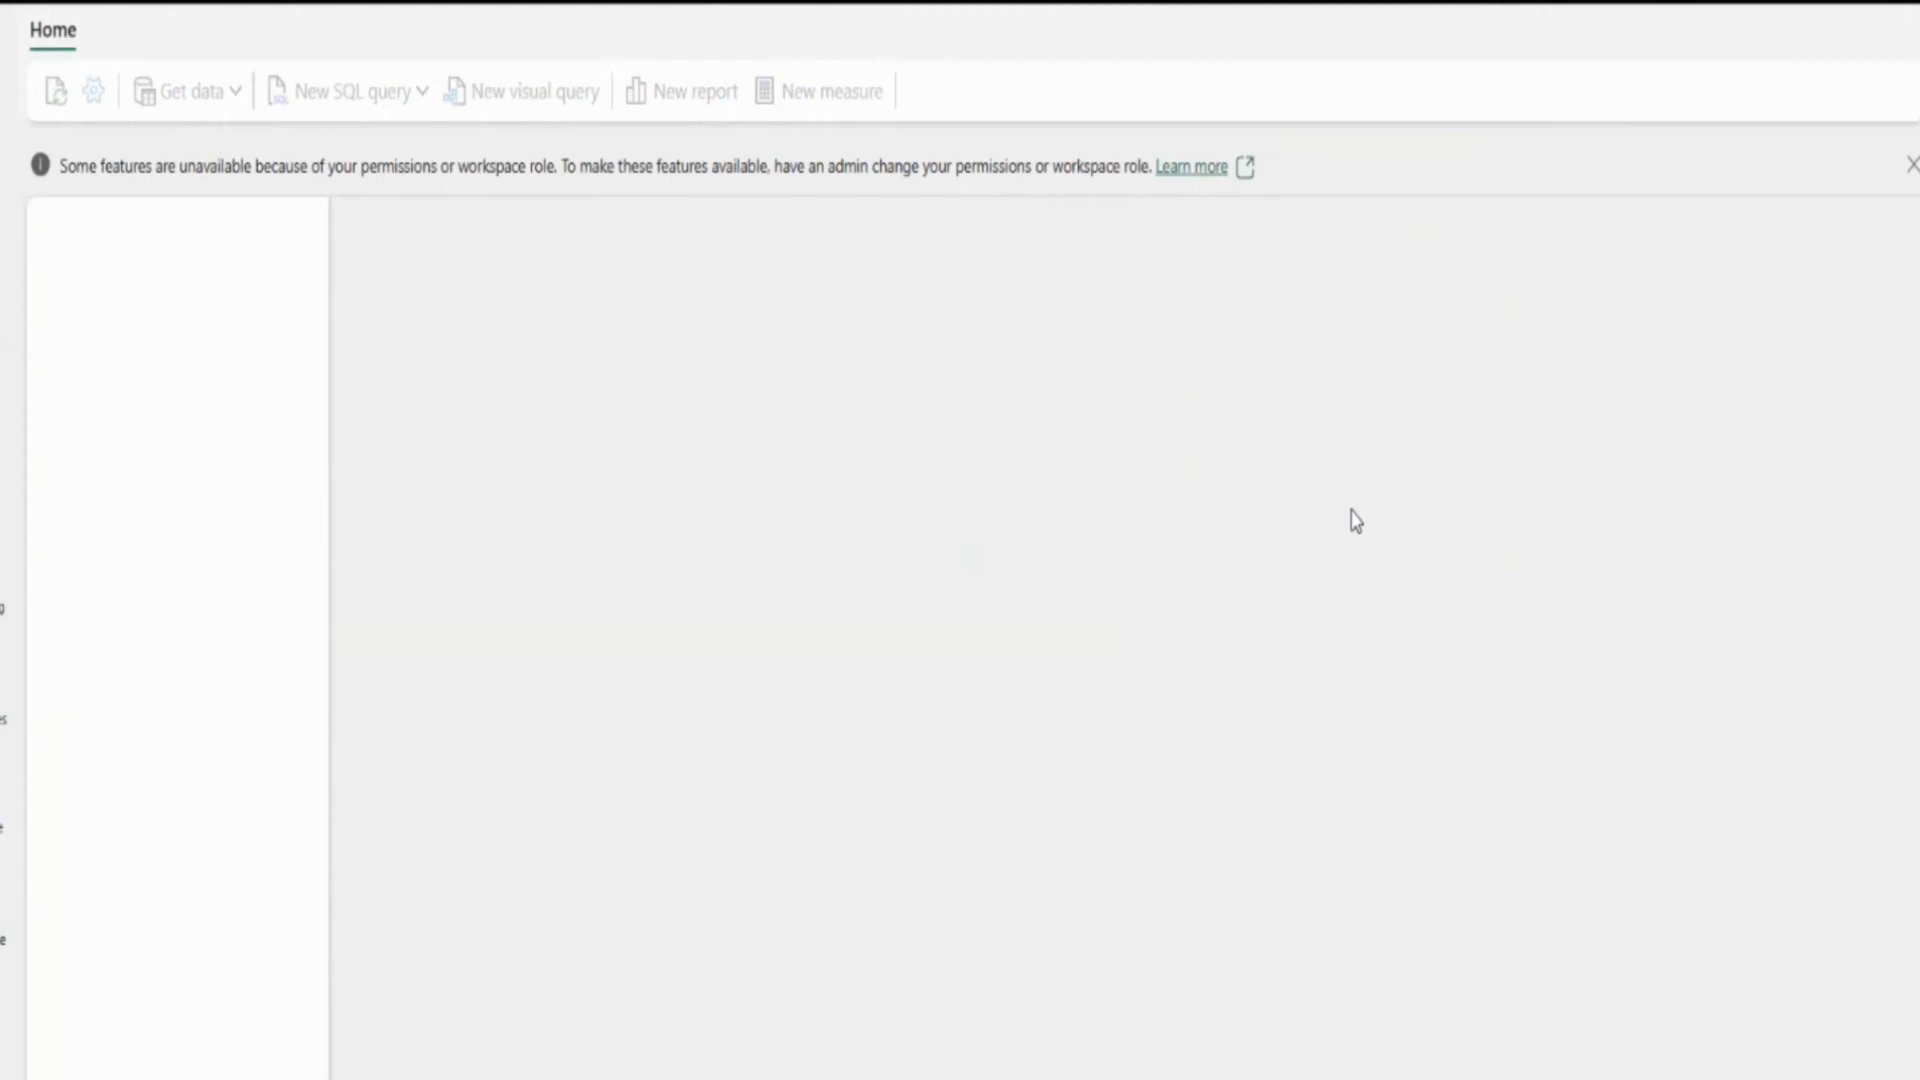 Home
Get data New SQL query New visual query New report New measure
Some features are unavailable because of your permissions or workspace role. To make these features available, have an admin change your permissions or workspace role. Learn more